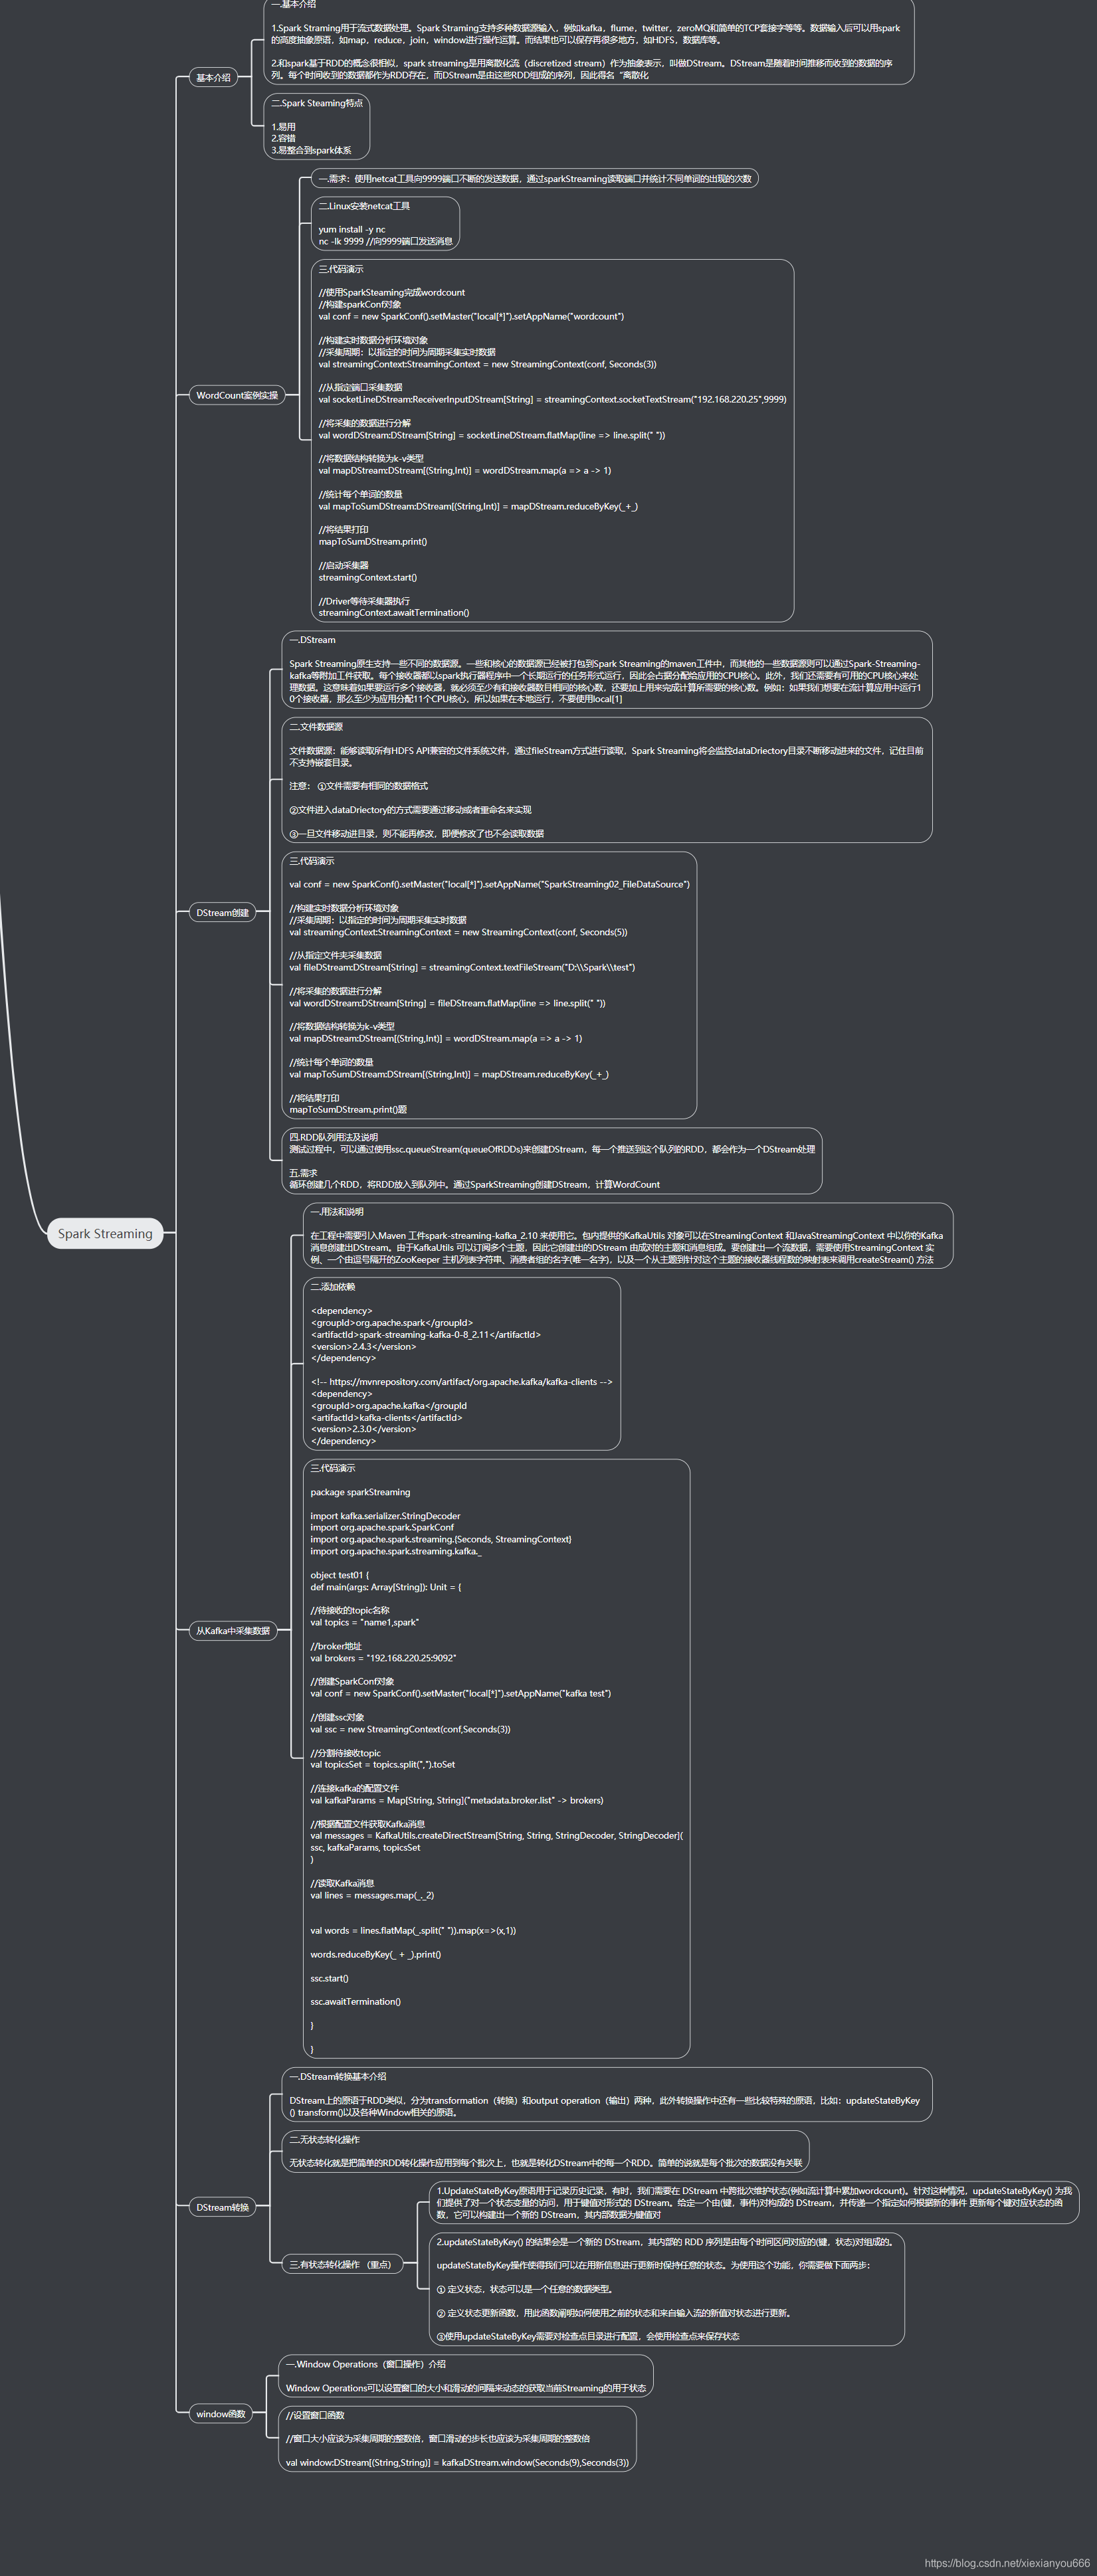 一.基本介绍
1.Spark Straming用于流式数据处理。Spark Straming支持多种数据源输入，例如kafka，flume，twitter，zeroMQ和简单的TCP套接字等等。数据输入后可以用spark
的高度抽象原语，如map，reduce，join，window进行操作运算。而结果也可以保存再很多地方，如HDFS，数据库等。
2.和spark基于RDD的概念很相似，spark streaming是用离散化流（discretized stream）作为抽象表示，叫做DStream。DStream是随着时间推移而收到的数据的序
列。每个时间收到的数据都作为RDD存在，而DStream是由这些RDD组成的序列，因此得名“离散化
基本介绍
二.Spark Steaming特点
1.易用
2.容错
3.易整合到spark体系
一.需求：使用netcat工具向9999端口不断的发送数据，通过sparkStreaming读取端口并统计不同单词的出现的次数
二.Linux安装netcat工具
yum install -y nc
nc -lk 9999 //向9999端口发送消息
三.代码演示
//使用SparkSteaming完成wordcount
//构建sparkConf对象
val conf = new SparkConf().setMaster("local[*]").setAppName("wordcount")
//构建实时数据分析环境对象
//采集周期：以指定的时间为周期采集实时数据
val streamingContext:StreamingContext = new StreamingContext(conf, Seconds(3))
//从指定端口采集数据
val socketLineDStream:ReceiverInputDStream[String] = streamingContext.socketTextStream("192.168.220.25",9999)
WordCount案例实操
//将采集的数据进行分解
val wordDStream:DStream[String] = socketLineDStream.flatMap(line => line.split(" "))
//将数据结构转换为k-v类型
val mapDStream:DStream[(String,Int)] = wordDStream.map(a => a -> 1)
//统计每个单词的数量
val mapToSumDStream:DStream[(String,Int)] = mapDStream.reduceByKey(_+_)
//将结果打印
mapToSumDStream.print()
//启动采集器
streamingContext.start()
//Driver等待采集器执行
streamingContext.awaitTermination()
一.DStream
Spark Streaming原生支持一些不同的数据源。一些和核心的数据源已经被打包到Spark Streaming的maven工件中，而其他的一些数据源则可以通过Spark-Streaming-
kafka等附加工件获取。每个接收器都以spark执行器程序中一个长期运行的任务形式运行，因此会占据分配给应用的CPU核心。此外，我们还需要有可用的CPU核心来处
理数据。这意味着如果要运行多个接收器，就必须至少有和接收器数目相同的核心数，还要加上用来完成计算所需要的核心数。例如：如果我们想要在流计算应用中运行1
0个接收器，那么至少为应用分配11个CPU核心，所以如果在本地运行，不要使用local[1]
二.文件数据源
文件数据源：能够读取所有HDFS API兼容的文件系统文件，通过fileStream方式进行读取，Spark Streaming将会监控dataDriectory目录不断移动进来的文件，记住目前
不支持嵌套目录。
注意： ①文件需要有相同的数据格式
②文件进入dataDriectory的方式需要通过移动或者重命名来实现
③一旦文件移动进目录，则不能再修改，即便修改了也不会读取数据
三.代码演示
val conf = new SparkConf().setMaster("local[*]").setAppName("SparkStreaming02_FileDataSource")
DStream创建
//构建实时数据分析环境对象
//采集周期：以指定的时间为周期采集实时数据
val streamingContext:StreamingContext = new StreamingContext(conf, Seconds(5))
//从指定文件夹采集数据
val fileDStream:DStream[String] = streamingContext.textFileStream("D:\\Spark\\test")
//将采集的数据进行分解
val wordDStream:DStream[String] = fileDStream.flatMap(line => line.split(" "))
//将数据结构转换为k-v类型
val mapDStream:DStream[(String,Int)] = wordDStream.map(a => a -> 1)
//统计每个单词的数量
val mapToSumDStream:DStream[(String,Int)] = mapDStream.reduceByKey(_+_)
//将结果打印
mapToSumDStream.print()题
四.RDD队列用法及说明
测试过程中，可以通过使用ssc.queueStream(queueOfRDDs)来创建DStream，每一个推送到这个队列的RDD，都会作为一个DStream处理
五.需求
循环创建几个RDD，将RDD放入到队列中。通过SparkStreaming创建DStream，计算WordCount
Spark Streaming
一.用法和说明
在工程中需要引入Maven 工件spark-streaming-kafka_2.10 来使用它。包内提供的KafkaUtils 对象可以在StreamingContext 和JavaStreamingContext 中以你的Kafka
消息创建出DStream。由于KafkaUtils 可以订阅多个主题，因此它创建出的DStream 由成对的主题和消息组成。要创建出一个流数据，需要使用StreamingContext 实
例、一个由逗号隔开的ZooKeeper 主机列表字符串、消费者组的名字(唯一名字)，以及一个从主题到针对这个主题的接收器线程数的映射表来调用createStream() 方法
二.添加依赖
<dependency>
<groupId>org.apache.spark</groupId>
<artifactId>spark-streaming-kafka-0-8_2.11</artifactId>
<version>2.4.3</version>
</dependency>
<!-- https://mvnrepository.com/artifact/org.apache.kafka/kafka-clients -->
<dependency>
<groupId>org.apache.kafka</groupId
<artifactId>kafka-clients</artifactId>
<version>2.3.0</version>
</dependency>
三.代码演示
package sparkStreaming
import kafka.serializer.StringDecoder
import org.apache.spark.SparkConf
import org.apache.spark.streaming.{Seconds, StreamingContext}
import org.apache.spark.streaming.kafka._
object test01 {
def main(args: Array[String]): Unit = {
//待接收的topic名称
val topics = "name1,spark"
从Kafka中采集数据
//broker地址
val brokers = "192.168.220.25:9092"
//创建SparkConf对象
val conf = new SparkConf().setMaster("local[*]").setAppName("kafka test")
//创建ssc对象
val ssc = new StreamingContext(conf,Seconds(3))
//分割待接收topic
val topicsSet = topics.split(",").toSet
//连接kafka的配置文件
val kafkaParams = Map[String, String]("metadata.broker.list" -> brokers)
//根据配置文件获取Kafka消息
val messages = KafkaUtils.createDirectStream[String, String, StringDecoder, StringDecoder](
ssc, kafkaParams, topicsSet
)
//读取Kafka消息
val lines = messages.map(_._2)
val words = lines.flatMap(_.split(" ")).map(x=>(x,1))
words.reduceByKey(_ + _).print()
ssc.start()
ssc.awaitTermination()
}
}
一.DStream转换基本介绍
DStream上的原语于RDD类似，分为transformation（转换）和output operation（输出）两种，此外转换操作中还有一些比较特殊的原语，比如：updateStateByKey
() transform()以及各种Window相关的原语。
二.无状态转化操作
无状态转化就是把简单的RDD转化操作应用到每个批次上，也就是转化DStream中的每一个RDD。简单的说就是每个批次的数据没有关联
DStream转换
1.UpdateStateByKey原语用于记录历史记录，有时，我们需要在 DStream 中跨批次维护状态(例如流计算中累加wordcount)。针对这种情况，updateStateByKey() 为我
们提供了对一个状态变量的访问，用于键值对形式的 DStream。给定一个由(键，事件)对构成的 DStream，并传递一个指定如何根据新的事件 更新每个键对应状态的函
数，它可以构建出一个新的 DStream，其内部数据为键值对
三.有状态转化操作 （重点）
2.updateStateByKey() 的结果会是一个新的 DStream，其内部的 RDD 序列是由每个时间区间对应的(键，状态)对组成的。
updateStateByKey操作使得我们可以在用新信息进行更新时保持任意的状态。为使用这个功能，你需要做下面两步：
① 定义状态，状态可以是一个任意的数据类型。
② 定义状态更新函数，用此函数阐明如何使用之前的状态和来自输入流的新值对状态进行更新。
③使用updateStateByKey需要对检查点目录进行配置，会使用检查点来保存状态
一.Window Operations（窗口操作）介绍
Window Operations可以设置窗口的大小和滑动的间隔来动态的获取当前Streaming的用于状态
window函数
//设置窗口函数
//窗口大小应该为采集周期的整数倍，窗口滑动的步长也应该为采集周期的整数倍
val window:DStream[(String,String)] = kafkaDStream.window(Seconds(9),Seconds(3))
https://blog.csdn.net/xiexianyou666